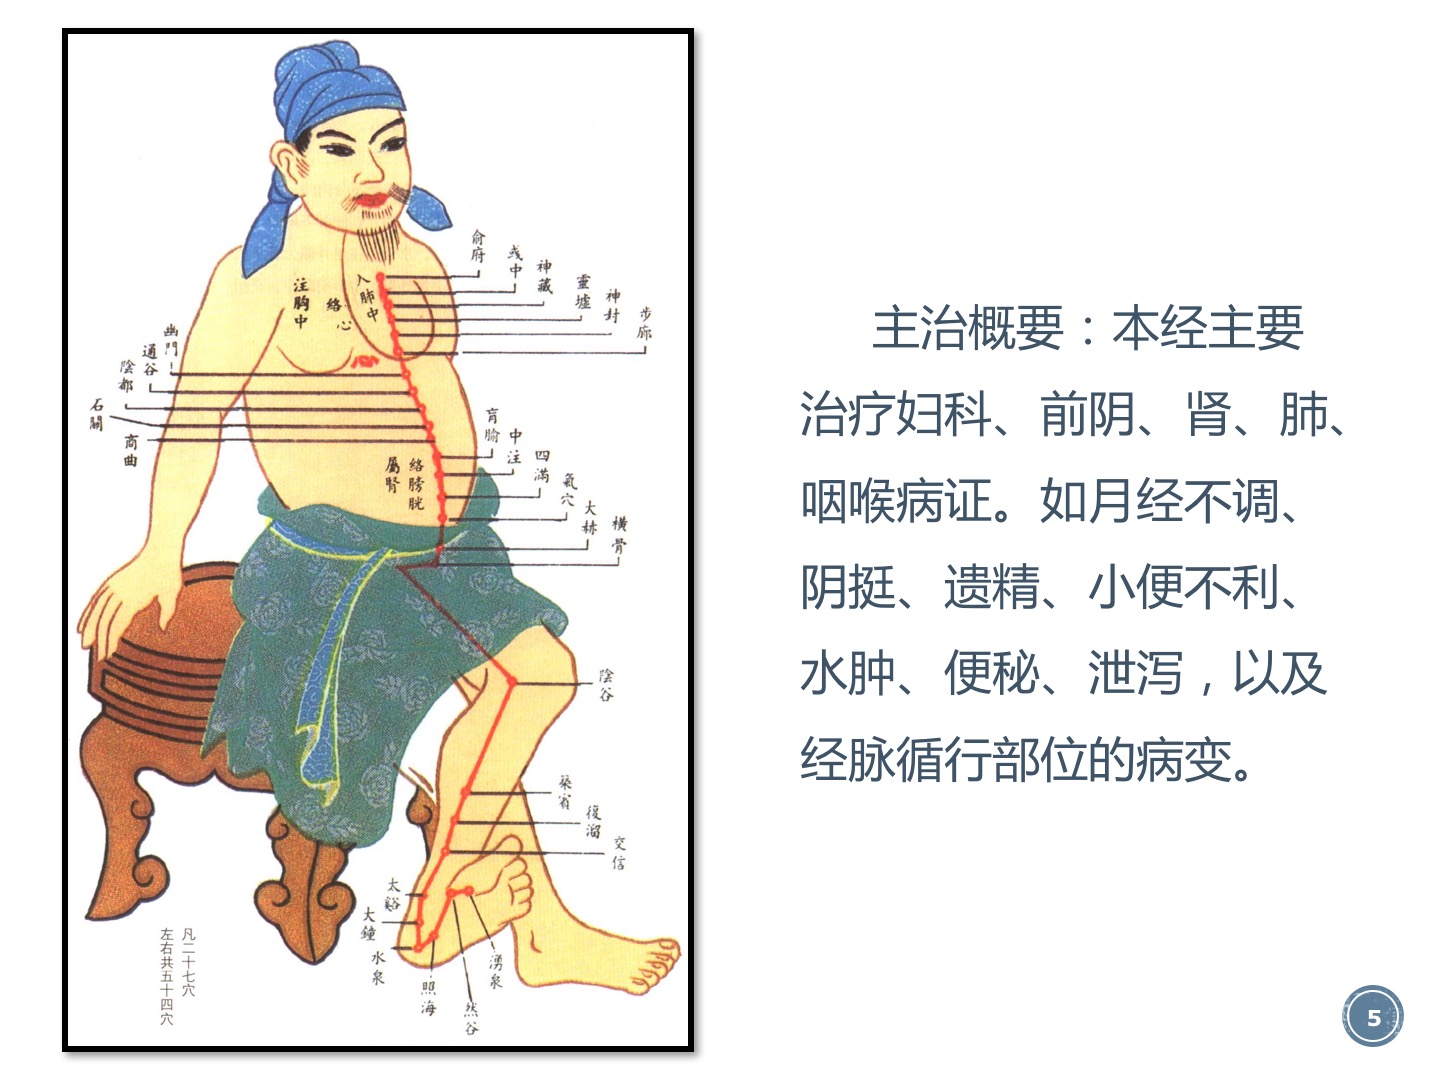 俞府
彧中
神藏
靈墟
神封
步廊
入肺中
絡心
注胸中
幽門
通谷
陰都
石關
商曲
肓腧
中注
四滿
氣穴
大赫
橫骨
絡膀胱
屬腎
陰谷
築賓
復溜
交信
太谿
大鐘
水泉
照海
然谷
湧泉
凡二十七穴
左右共五十四穴
主治概要：本经主要
治疗妇科、前阴、肾、肺、
咽喉病证。如月经不调、
阴挺、遗精、小便不利、
水肿、便秘、泄泻，以及
经脉循行部位的病变。
5